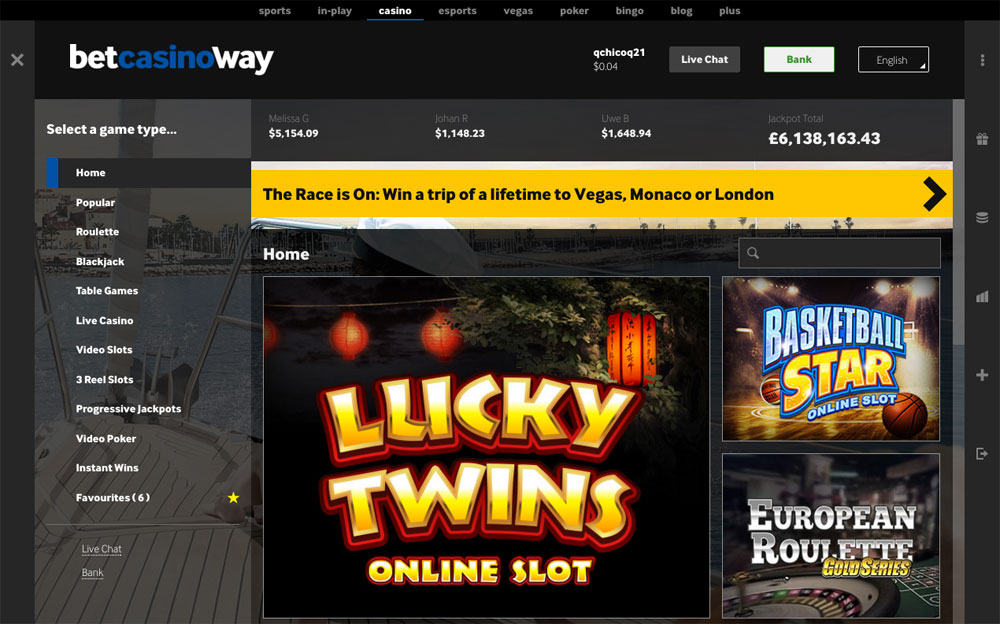 sports in-play casino esports vegas poker bingo blog plus
betcasinoway
qchicoq21
$0.04
Live Chat
Bank
English
Select a game type...
Home
Popular
Roulette
Blackjack
Table Games
Live Casino
Video Slots
3 Reel Slots
Progressive Jackpots
Video Poker
Instant Wins
Favourites ( 6 )
Live Chat
Bank
Melissa G
$5,154.09
Johan R
$1,148.23
Uwe B
$1,648.94
Jackpot Total
£6,138,163.43
The Race is On: Win a trip of a lifetime to Vegas, Monaco or London
Home
LUCKY
TWINS
ONLINE SLOT
BASKETBALL
STAR
ONLINE SLOT
EUROPEAN
ROULETTE
GOLD SERIES